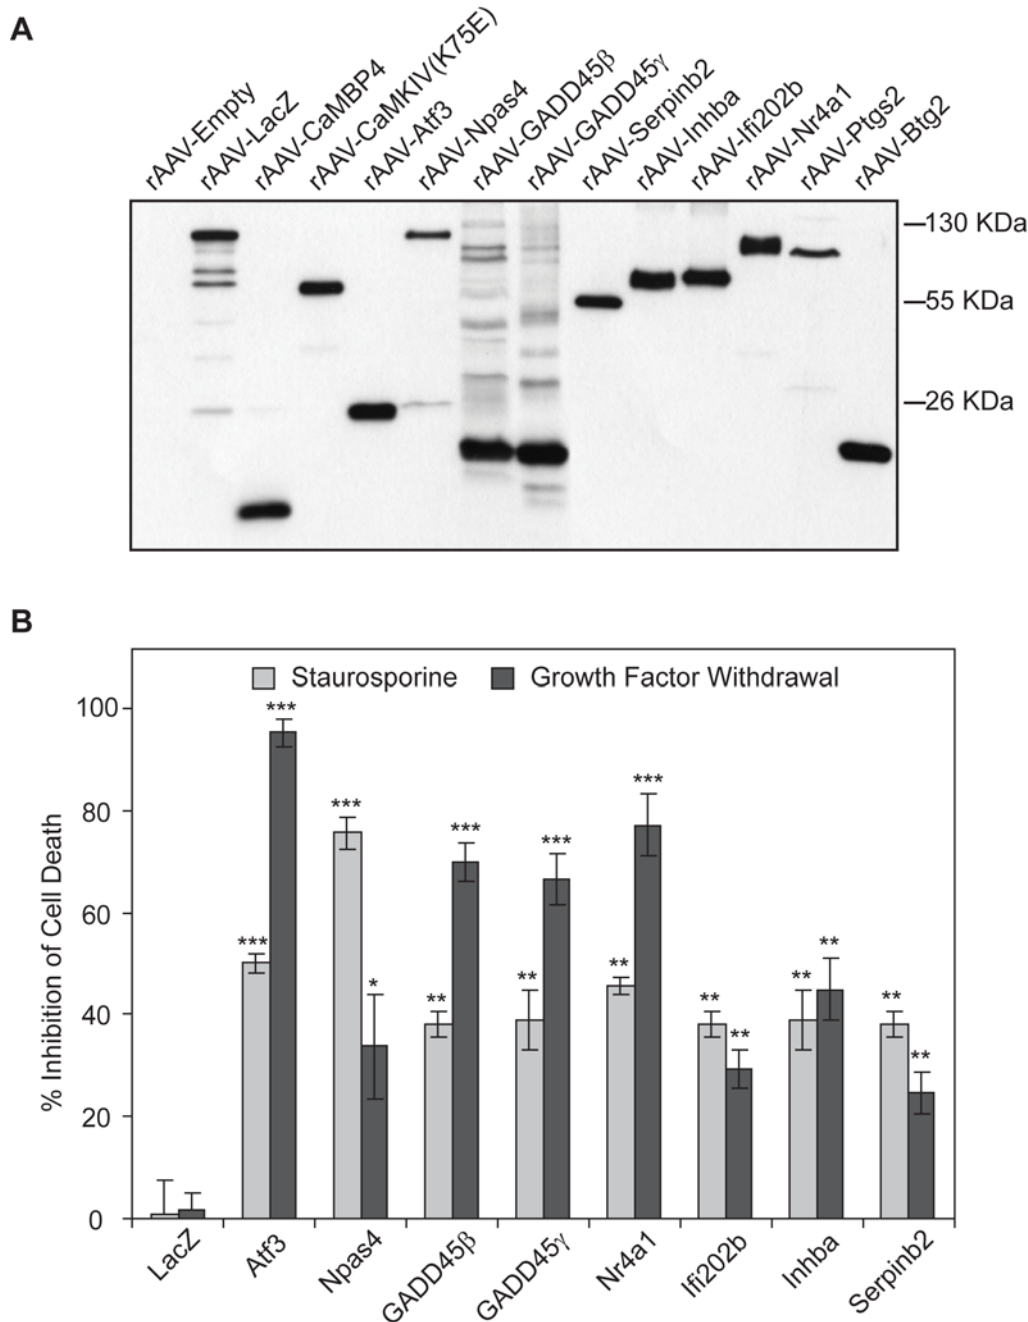 A
rAAV-Empty
rAAV-LacZ
rAAV-CaMBP4
rAAV-CaMKIV(K75E)
rAAV-Atf3
rAAV-Npas4
rAAV-GADD45β
rAAV-GADD45γ
rAAV-Serpinb2
rAAV-Inhba
rAAV-Ifi202b
rAAV-Nr4a1
rAAV-Ptgs2
rAAV-Btg2
130 KDa
55 KDa
26 KDa
B
Staurosporine
Growth Factor Withdrawal
% Inhibition of Cell Death
100
80
60
40
20
0
***
***
***
*
**
***
**
***
**
***
**
**
**
**
**
**
LacZ
Atf3
Npas4
GADD45β
GADD45γ
Nr4a1
Ifi202b
Inhba
Serpinb2